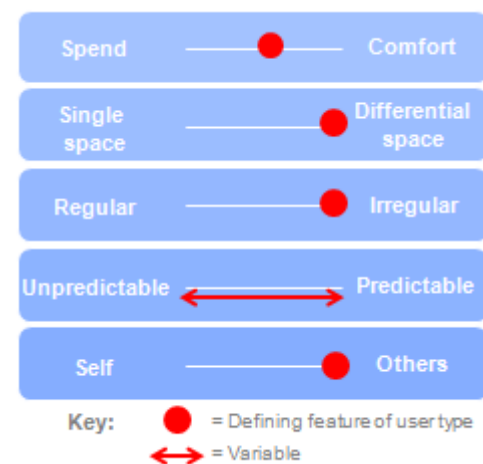 Spend Comfort
Single Differential
space space
Regular Irregular
Unpredictable Predictable
Self Others
Key: = Defining feature of user type
= Variable